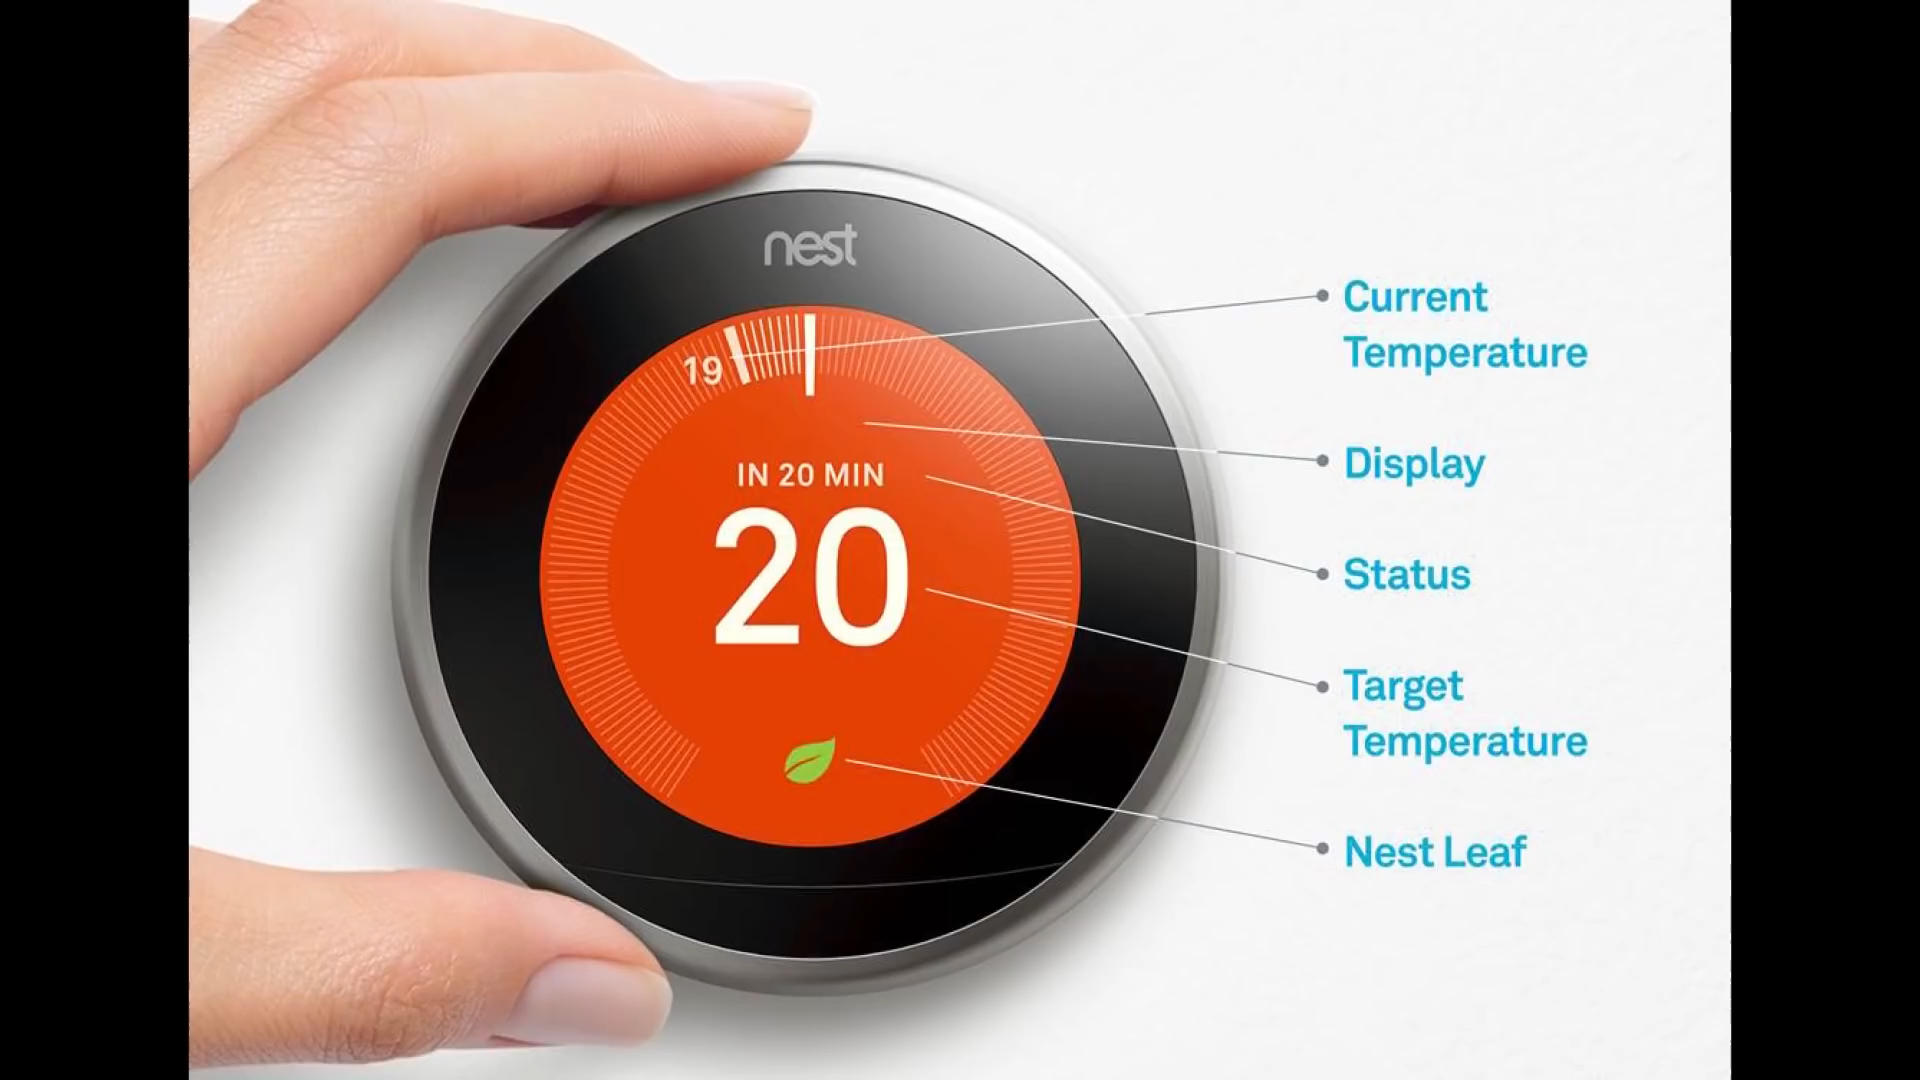 nest
19
IN 20 MIN
20
Current
Temperature
Display
Status
Target
Temperature
Nest Leaf